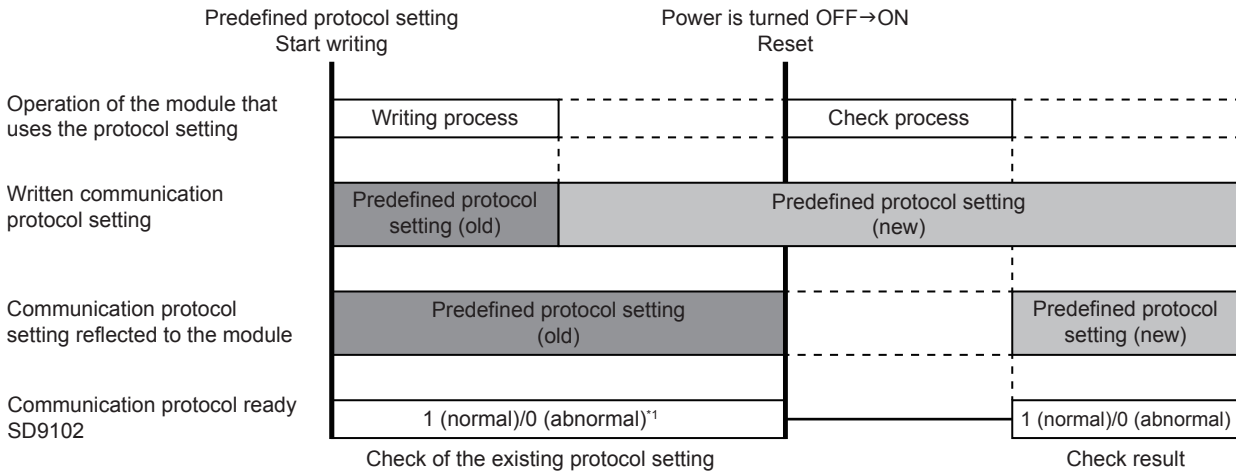 Predefined protocol setting
Start writing
Power is turned OFF→ON
Reset
Operation of the module that
uses the protocol setting
Writing process
Check process
Written communication
protocol setting
Predefined protocol
setting (old)
Predefined protocol setting
(new)
Communication protocol
setting reflected to the module
Predefined protocol setting
(old)
Predefined protocol
setting (new)
Communication protocol ready
SD9102
1 (normal)/0 (abnormal)*1
1 (normal)/0 (abnormal)
Check of the existing protocol setting
Check result